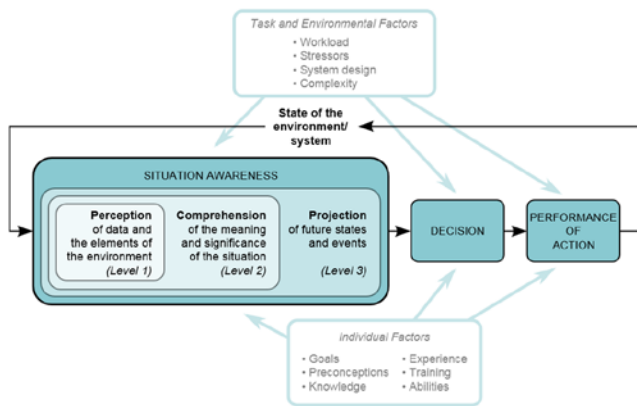 Task and Environmental Factors
• Workload
• Stressors
• System design
• Complexity
State of the
environment/
system
SITUATION AWARENESS
Perception
of data and
the elements of
the environment
(Level 1)
Comprehension
of the meaning
and significance
of the situation
(Level 2)
Projection
of future states
and events
(Level 3)
DECISION
PERFORMANCE
OF
ACTION
Individual Factors
• Goals
• Preconceptions
• Knowledge
• Experience
• Training
• Abilities